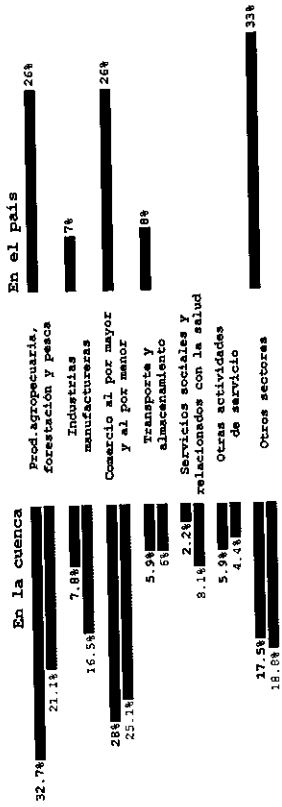 En la cuenca
En el país
32.7%
21.1%
Prod.agropecuaria,
forestación y pesca
26%
7.8%
16.5%
Industrias
manufactureras
7%
28%
25.1%
Comercio al por mayor
y al por menor
26%
5.9%
6%
Transporte y
almacenamiento
8%
2.2%
8.1%
Servicios sociales y
relacionados con la salud
5.9%
4.4%
Otras actividades
de servicio
17.5%
18.8%
Otros sectores
33%